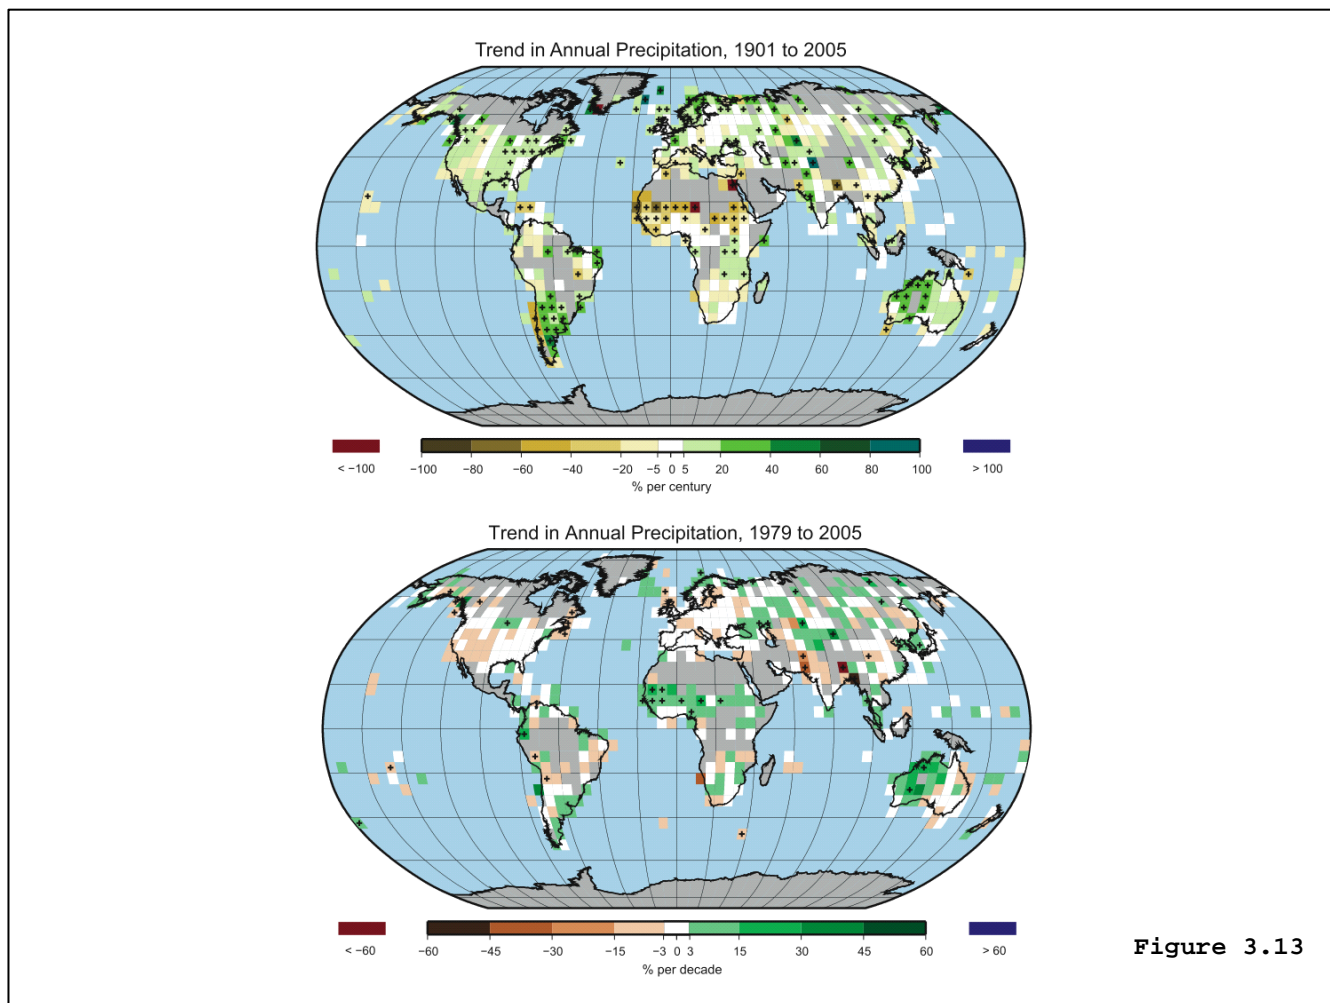 Trend in Annual Precipitation, 1901 to 2005
< −100 −100 −80 −60 −40 −20 −5 0 5 20 40 60 80 100 > 100
% per century
Trend in Annual Precipitation, 1979 to 2005
< −60 −60 −45 −30 −15 −3 0 3 15 30 45 60 > 60
% per decade
Figure 3.13